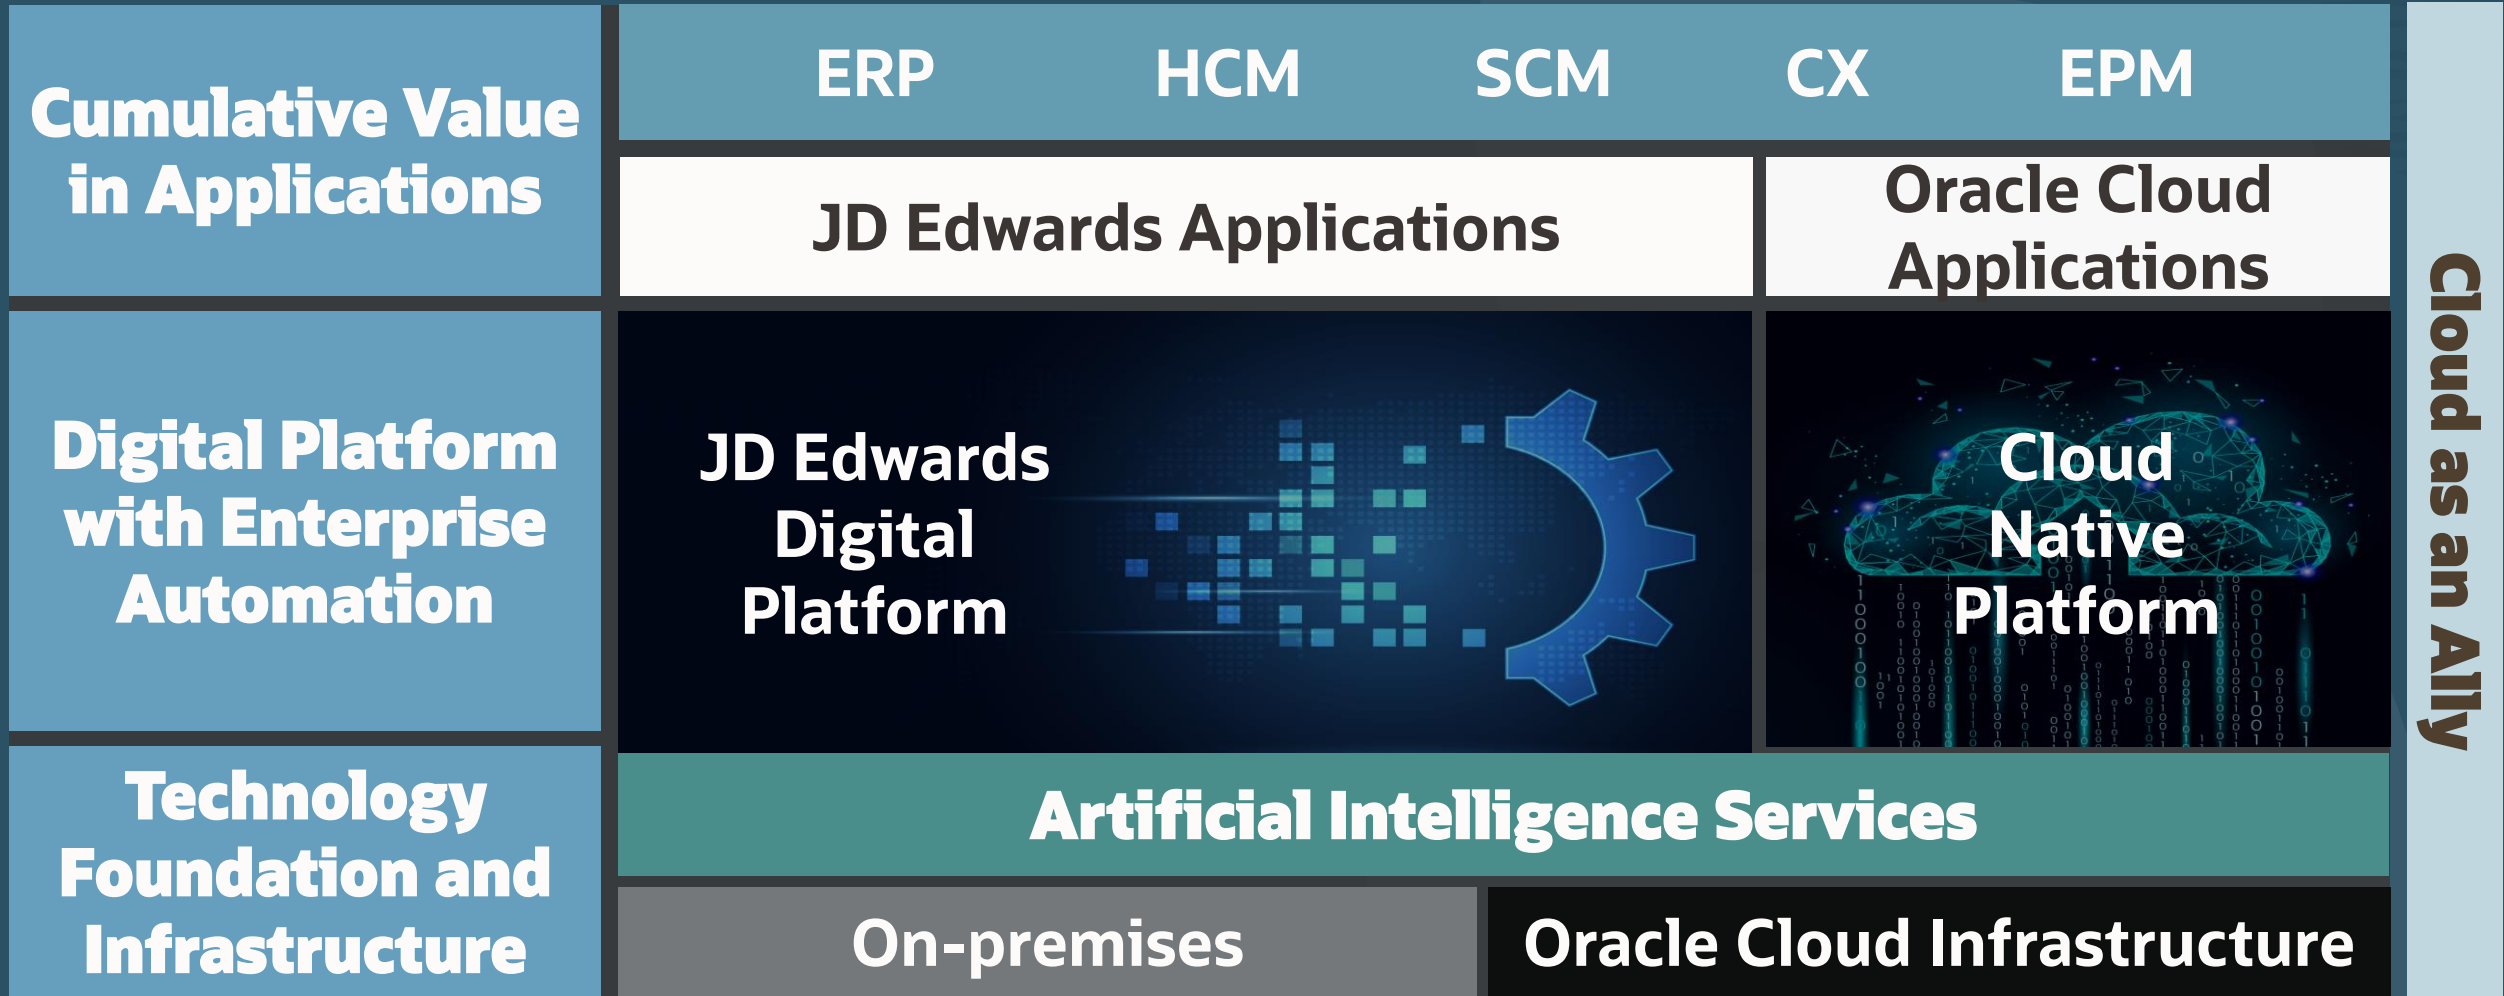 Cumulative Value
in Applications
ERP HCM SCM CX EPM
JD Edwards Applications
Oracle Cloud
Applications
Digital Platform
with Enterprise
Automation
JD Edwards
Digital
Platform
Cloud
Native
Platform
Technology
Foundation and
Infrastructure
Artificial Intelligence Services
On-premises
Oracle Cloud Infrastructure
Cloud as an Ally